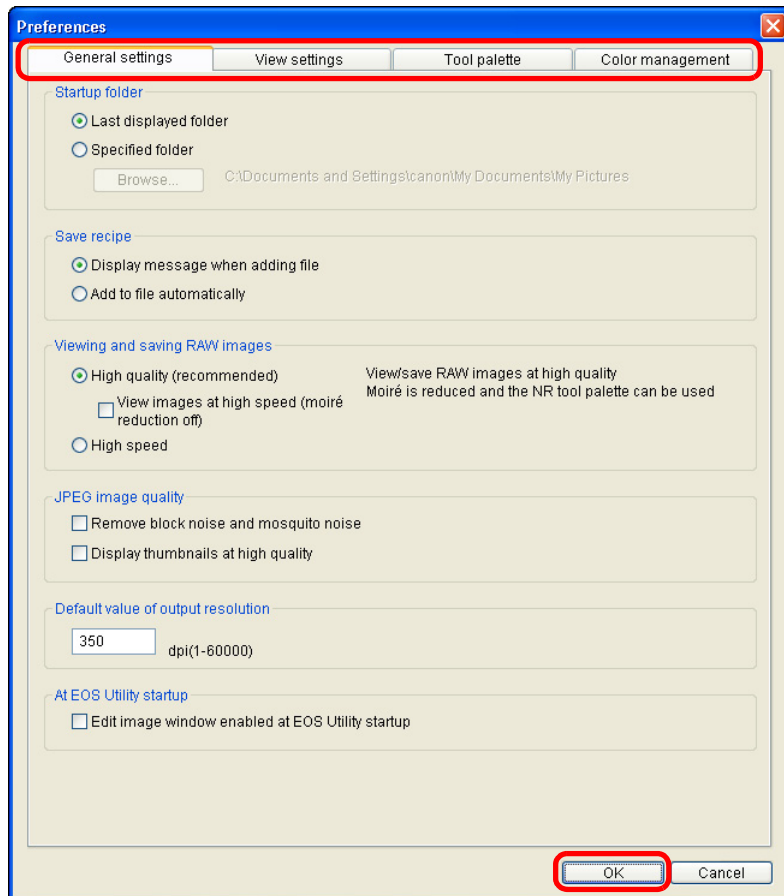 Preferences
General settings View settings Tool palette Color management
Startup folder
Last displayed folder
Specified folder
Browse... C:\Documents and Settings\canon\My Documents\My Pictures
Save recipe
Display message when adding file
Add to file automatically
Viewing and saving RAW images
High quality (recommended)
View/save RAW images at high quality
Moiré is reduced and the NR tool palette can be used
View images at high speed (moiré
reduction off)
High speed
JPEG image quality
Remove block noise and mosquito noise
Display thumbnails at high quality
Default value of output resolution
350 dpi(1-60000)
At EOS Utility startup
Edit image window enabled at EOS Utility startup
OK Cancel